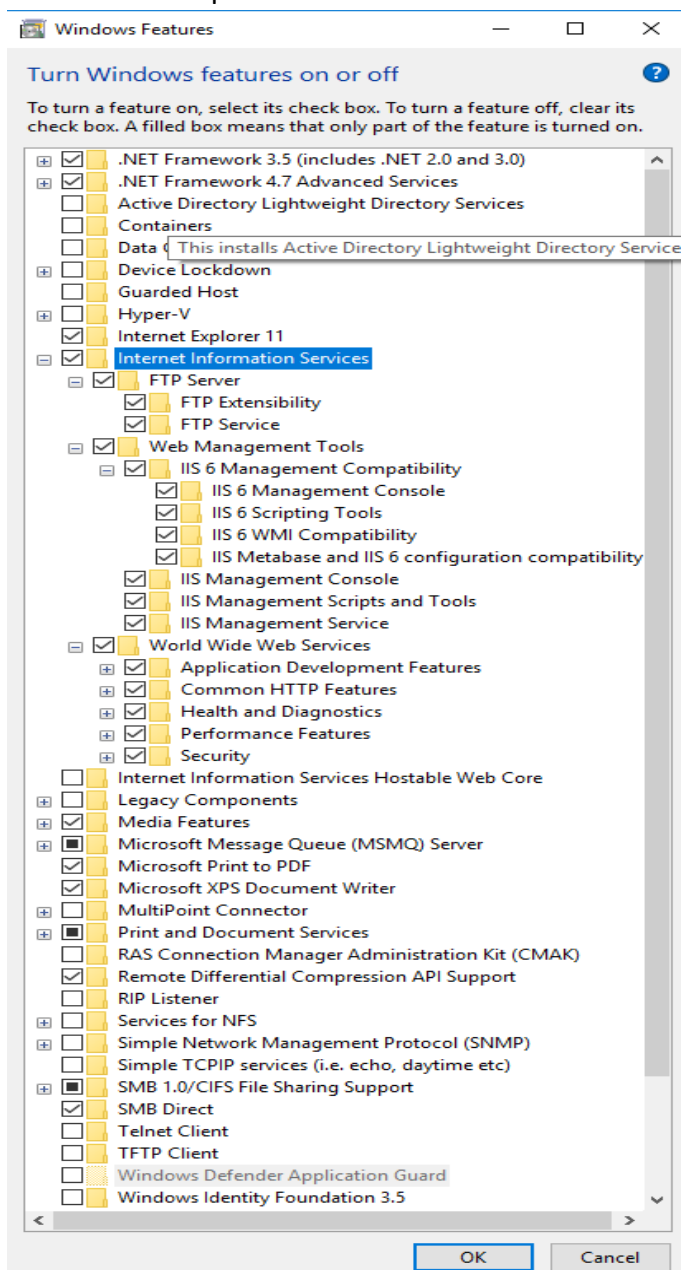 Windows Features
Turn Windows features on or off
To turn a feature on, select its check box. To turn a feature off, clear its
check box. A filled box means that only part of the feature is turned on.
.NET Framework 3.5 (includes .NET 2.0 and 3.0)
.NET Framework 4.7 Advanced Services
Active Directory Lightweight Directory Services
Containers
Data
This installs Active Directory Lightweight Directory Service
Device Lockdown
Guarded Host
Hyper-V
Internet Explorer 11
Internet Information Services
FTP Server
FTP Extensibility
FTP Service
Web Management Tools
IIS 6 Management Compatibility
IIS 6 Management Console
IIS 6 Scripting Tools
IIS 6 WMI Compatibility
IIS Metabase and IIS 6 configuration compatibility
IIS Management Console
IIS Management Scripts and Tools
IIS Management Service
World Wide Web Services
Application Development Features
Common HTTP Features
Health and Diagnostics
Performance Features
Security
Internet Information Services Hostable Web Core
Legacy Components
Media Features
Microsoft Message Queue (MSMQ) Server
Microsoft Print to PDF
Microsoft XPS Document Writer
MultiPoint Connector
Print and Document Services
RAS Connection Manager Administration Kit (CMAK)
Remote Differential Compression API Support
RIP Listener
Services for NFS
Simple Network Management Protocol (SNMP)
Simple TCPIP services (i.e. echo, daytime etc)
SMB 1.0/CIFS File Sharing Support
SMB Direct
Telnet Client
TFTP Client
Windows Defender Application Guard
Windows Identity Foundation 3.5
OK
Cancel